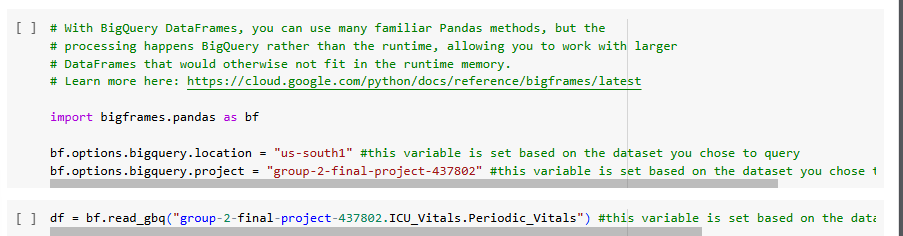 [ ] # With BigQuery DataFrames, you can use many familiar Pandas methods, but the
# processing happens BigQuery rather than the runtime, allowing you to work with larger
# DataFrames that would otherwise not fit in the runtime memory.
# Learn more here: https://cloud.google.com/python/docs/reference/bigframes/latest
import bigframes.pandas as bf
bf.options.bigquery.location = "us-south1" #this variable is set based on the dataset you chose to query
bf.options.bigquery.project = "group-2-final-project-437802" #this variable is set based on the dataset you chose
[ ] df = bf.read_gbq("group-2-final-project-437802.ICU_Vitals.Periodic_Vitals") #this variable is set based on the